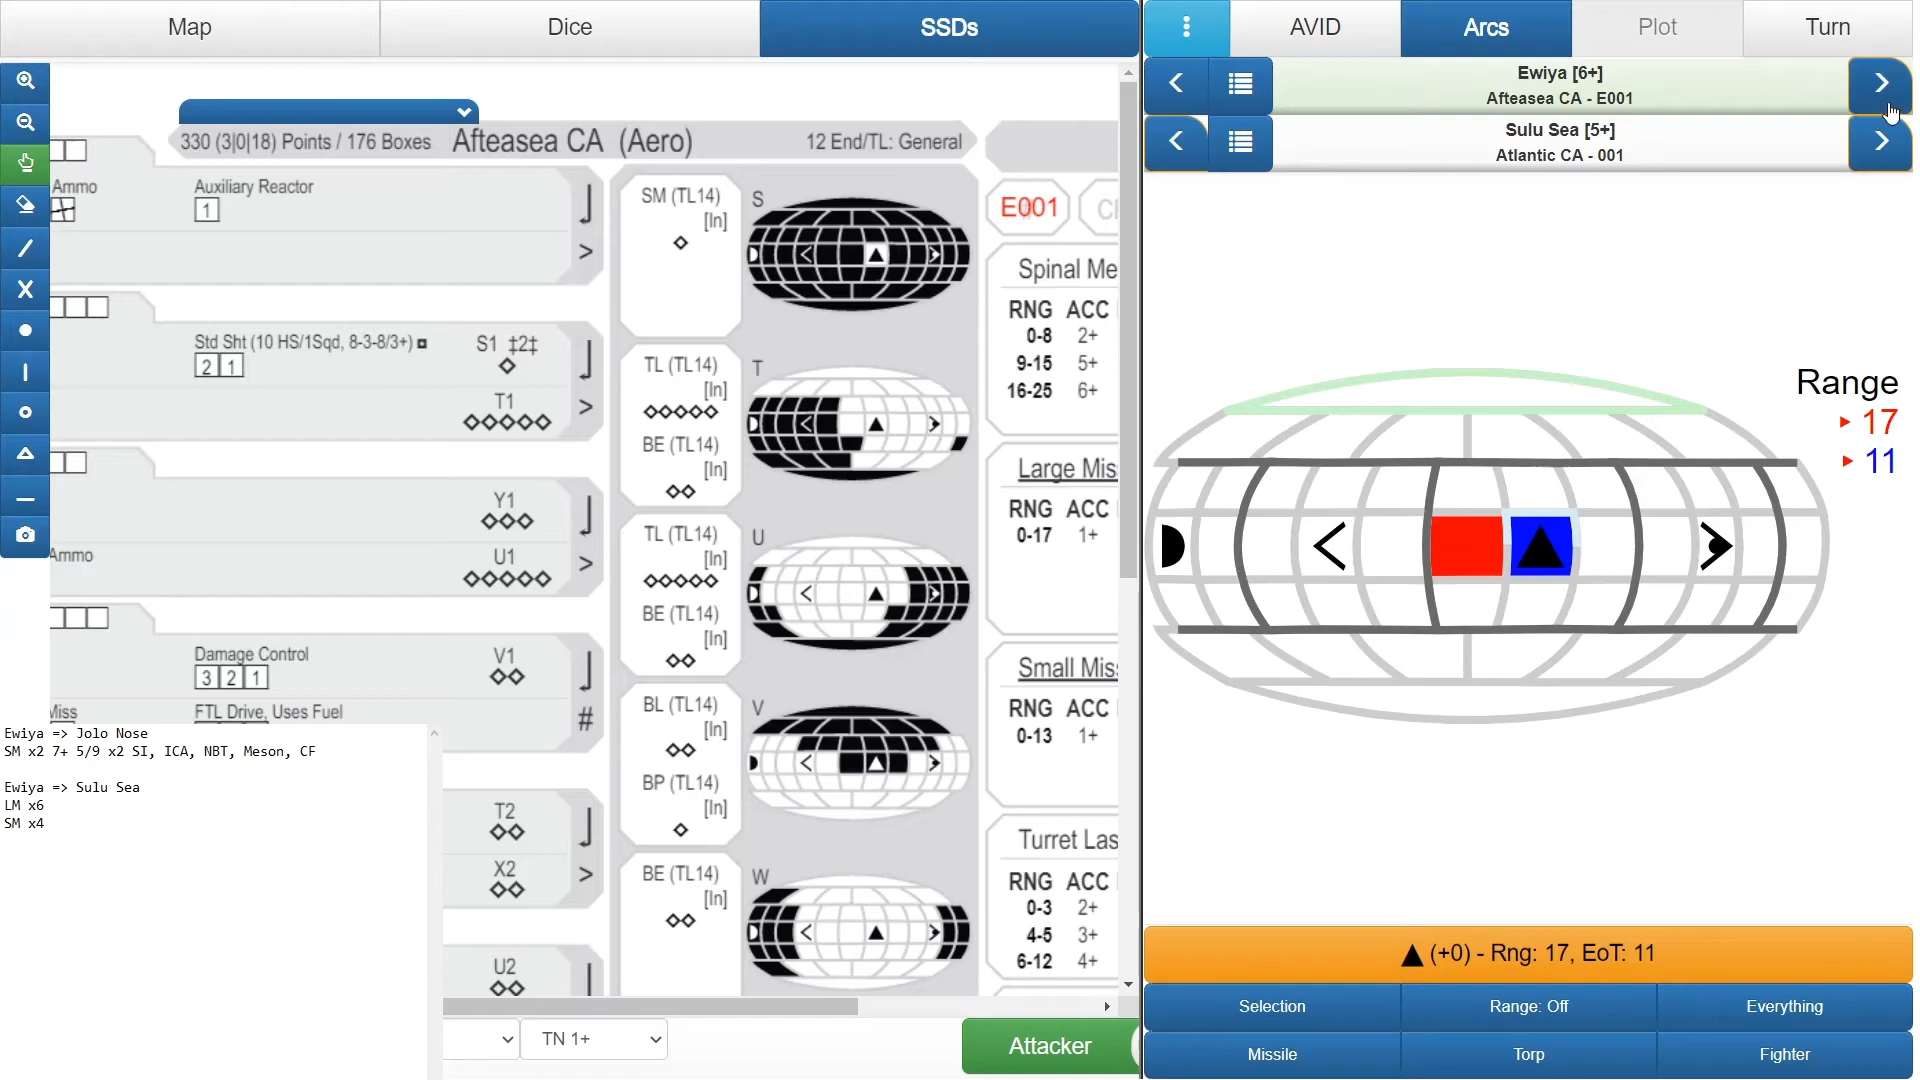 Map
Dice
SSDs
AVID
Arcs
Plot
Turn
Ewiya [6+]
Afteasea CA - E001
Sulu Sea [5+]
Atlantic CA - 001
330 (3|0|18) Points / 176 Boxes
Afteasea CA (Aero)
12 End/TL: General
Ammo
Auxiliary Reactor
1
>
Std Sht (10 HS/1Sqd, 8-3-8/3+)
2 1
S1 ‡2‡
T1
>
Y1
Ammo
U1
>
Damage Control
3 2 1
V1
Miss
FTL Drive, Uses Fuel
#
T2
X2
>
U2
SM (TL14)
[In]
S
TL (TL14)
[In]
BE (TL14)
[In]
T
TL (TL14)
[In]
BE (TL14)
[In]
U
BL (TL14)
[In]
BP (TL14)
[In]
V
BE (TL14)
[In]
W
E001
Spinal Me
RNG ACC
0-8 2+
9-15 5+
16-25 6+
Large Mis
RNG ACC
0-17 1+
Small Mis
RNG ACC
0-13 1+
Turret Las
RNG ACC
0-3 2+
4-5 3+
6-12 4+
Ewiya => Jolo Nose
SM x2 7+ 5/9 x2 SI, ICA, NBT, Meson, CF
Ewiya => Sulu Sea
LM x6
SM x4
TN 1+
Attacker
Range
17
11
▲ (+0) - Rng: 17, EoT: 11
Selection
Range: Off
Everything
Missile
Torp
Fighter